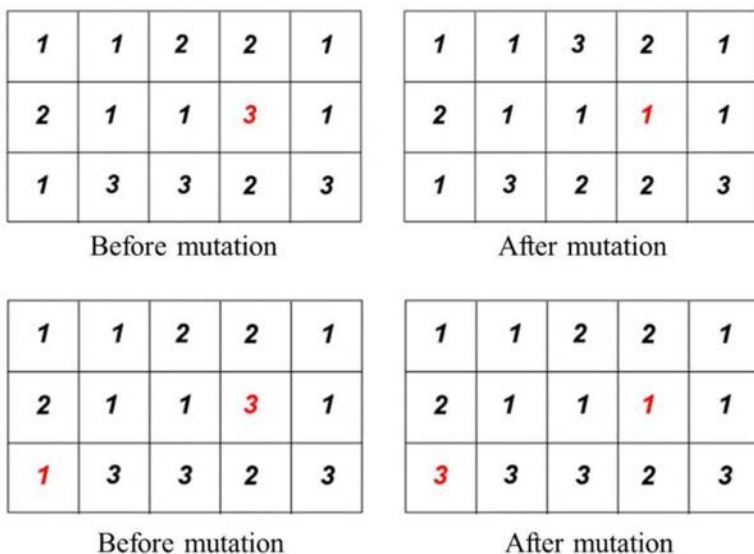 1 1 2 2 1 1 1 3 2 1
2 1 1 3 1 2 1 1 1 1
1 3 3 2 3 1 3 2 2 3
Before mutation After mutation
1 1 2 2 1 1 1 2 2 1
2 1 1 3 1 2 1 1 1 1
1 3 3 2 3 3 3 3 2 3
Before mutation After mutation